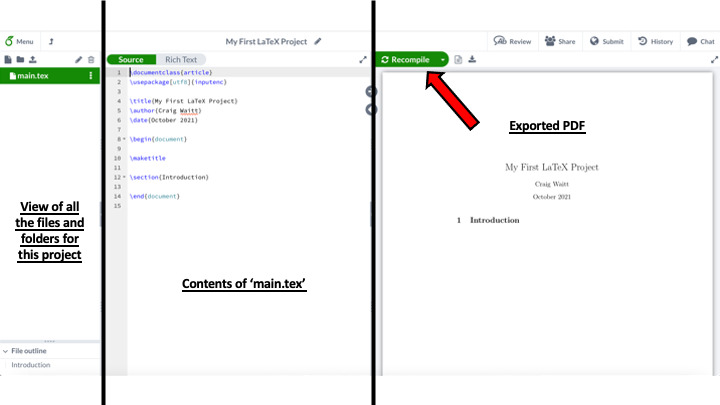 Menu
My First LaTeX Project
Review
Share
Submit
History
Chat
main.tex
Source
Rich Text
Recompile
1 \documentclass{article}
2 \usepackage[utf8]{inputenc}
3
4 \title{My First LaTeX Project}
5 \author{Craig Waitt}
6 \date{October 2021}
7
8 \begin{document}
9
10 \maketitle
11
12 \section{Introduction}
13
14 \end{document}
15
View of all
the files and
folders for
this project
Contents of ‘main.tex’
File outline
Introduction
Exported PDF
My First LaTeX Project
Craig Waitt
October 2021
1 Introduction